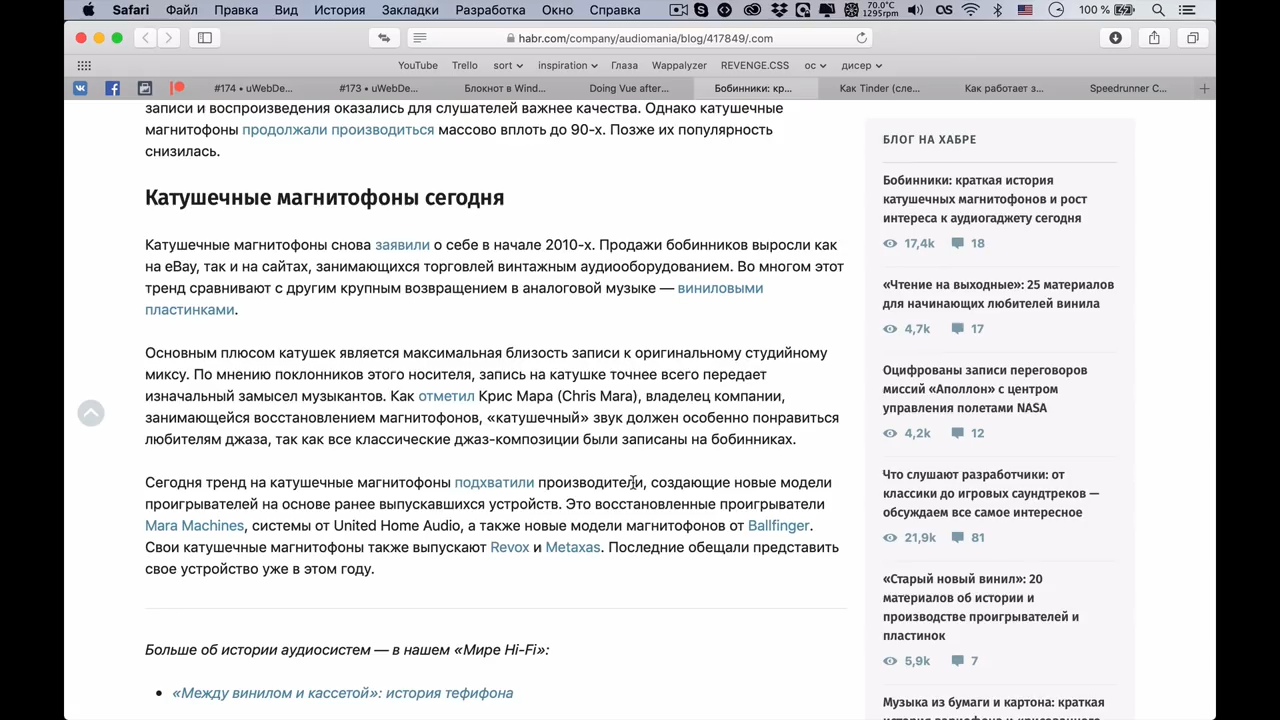 Safari Файл Правка Вид История Закладки Разработка Окно Справка 70.0°C 1295rpm 100 %
habr.com/company/audiomania/blog/417849/.com
YouTube Trello sort inspiration Глаза Wappalyzer REVENGE.CSS ос дисер
#174 • uWebDe... #173 • uWebDe... Блокнот в Wind... Doing Vue after... Бобинники: кр... Как Tinder (сле... Как работает з... Speedrunner C...
записи и воспроизведения оказались для слушателей важнее качества. Однако катушечные
магнитофоны продолжали производиться массово вплоть до 90-х. Позже их популярность
снизилась.
Катушечные магнитофоны сегодня
Катушечные магнитофоны снова заявили о себе в начале 2010-х. Продажи бобинников выросли как
на eBay, так и на сайтах, занимающихся торговлей винтажным аудиооборудованием. Во многом этот
тренд сравнивают с другим крупным возвращением в аналоговой музыке — виниловыми
пластинками.
Основным плюсом катушек является максимальная близость записи к оригинальному студийному
миксу. По мнению поклонников этого носителя, запись на катушке точнее всего передает
изначальный замысел музыкантов. Как отметил Крис Мара (Chris Mara), владелец компании,
занимающейся восстановлением магнитофонов, «катушечный» звук должен особенно понравиться
любителям джаза, так как все классические джаз-композиции были записаны на бобинниках.
Сегодня тренд на катушечные магнитофоны подхватили производители, создающие новые модели
проигрывателей на основе ранее выпускавшихся устройств. Это восстановленные проигрыватели
Mara Machines, системы от United Home Audio, а также новые модели магнитофонов от Ballfinger.
Свои катушечные магнитофоны также выпускают Revox и Metaxas. Последние обещали представить
свое устройство уже в этом году.
Больше об истории аудиосистем — в нашем «Мире Hi-Fi»:
• «Между винилом и кассетой»: история тефифона
БЛОГ НА ХАБРЕ
Бобинники: краткая история
катушечных магнитофонов и рост
интереса к аудиогаджету сегодня
17,4k 18
«Чтение на выходные»: 25 материалов
для начинающих любителей винила
4,7k 17
Оцифрованы записи переговоров
миссий «Аполлон» с центром
управления полетами NASA
4,2k 12
Что слушают разработчики: от
классики до игровых саундтреков —
обсуждаем все самое интересное
21,9k 81
«Старый новый винил»: 20
материалов об истории и
производстве проигрывателей и
пластинок
5,9k 7
Музыка из бумаги и картона: краткая